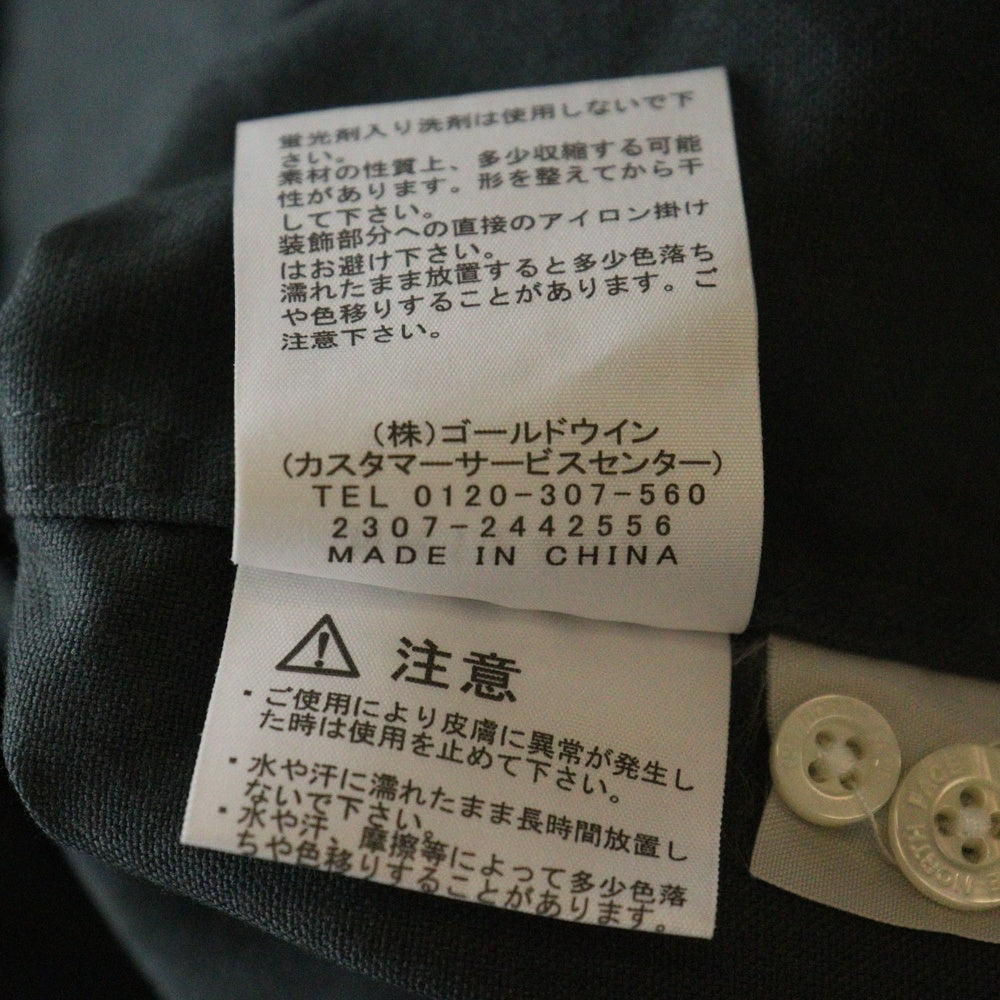 蛍光剤入り洗剤は使用しないで下
さい。
素材の性質上、多少収縮する可能
性があります。形を整えてから干
して下さい。
装飾部分への直接のアイロン掛け
はお避け下さい。
濡れたまま放置すると多少色落ち
や色移りすることがあります。ご
注意下さい。
(株)ゴールドウイン
(カスタマーサービスセンター)
TEL 0120-307-560
2307-2442556
MADE IN CHINA
注意
・ご使用により皮膚に異常が発生し
た時は使用を止めて下さい。
・水や汗に濡れたまま長時間放置し
ないで下さい。
・水や汗、摩擦等によって多少色落
ちや色移りすることがあります。
FACE
NORTH